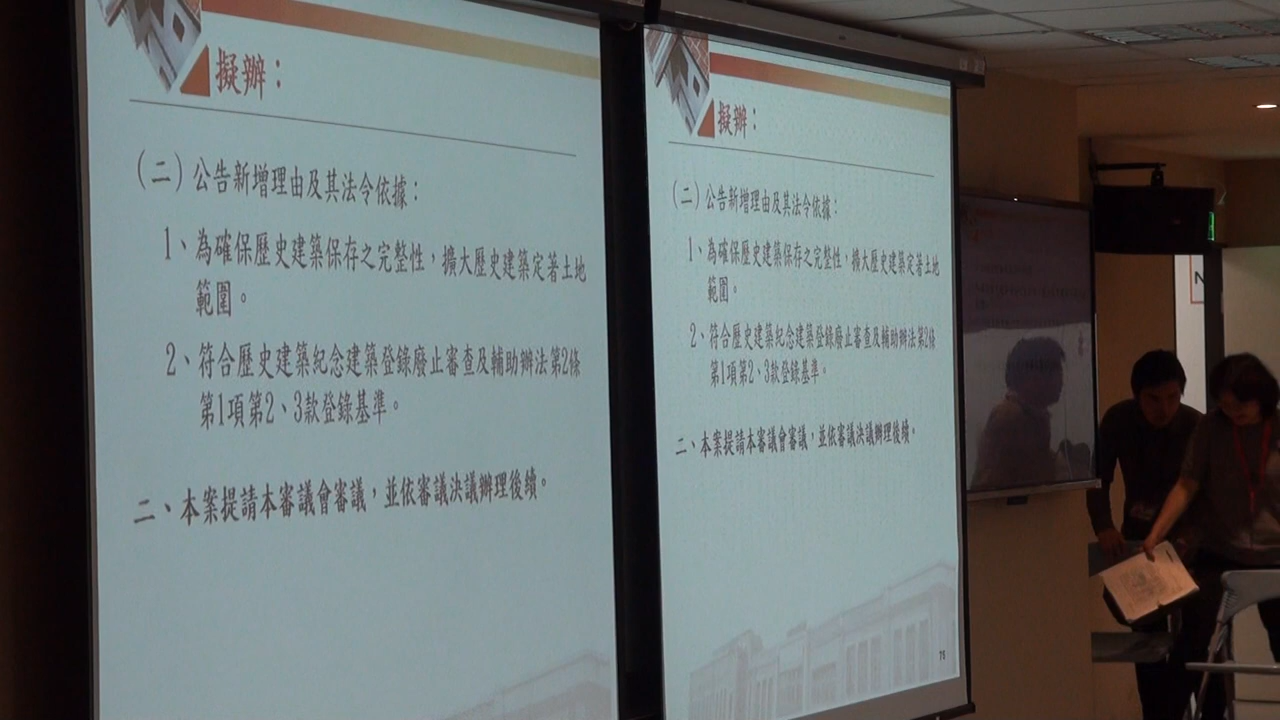 擬辦：
（二）公告新增理由及其法令依據：
1、為確保歷史建築保存之完整性，擴大歷史建築定著土地
範圍。
2、符合歷史建築紀念建築登錄廢止審查及輔助辦法第2條
第1項第2、3款登錄基準。
二、本案提請本審議會審議，並依審議決議辦理後續。
擬辦：
（二）公告新增理由及其法令依據：
1、為確保歷史建築保存之完整性，擴大歷史建築定著土地
範圍。
2、符合歷史建築紀念建築登錄廢止審查及輔助辦法第2條
第1項第2、3款登錄基準。
二、本案提請本審議會審議，並依審議決議辦理後續。
75